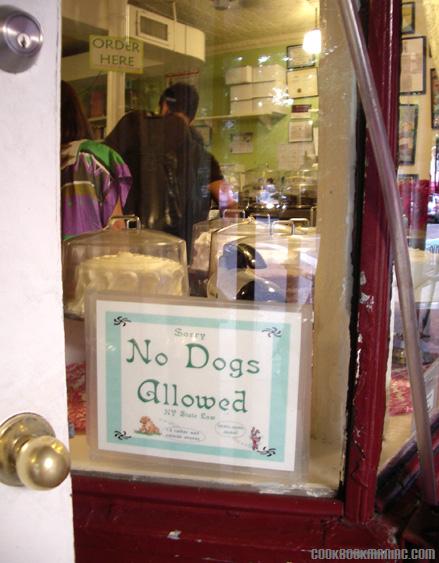 ORDER
HERE
Sorry
No Dogs
Allowed
NY State Law
COOKBOOKMANIAC.COM